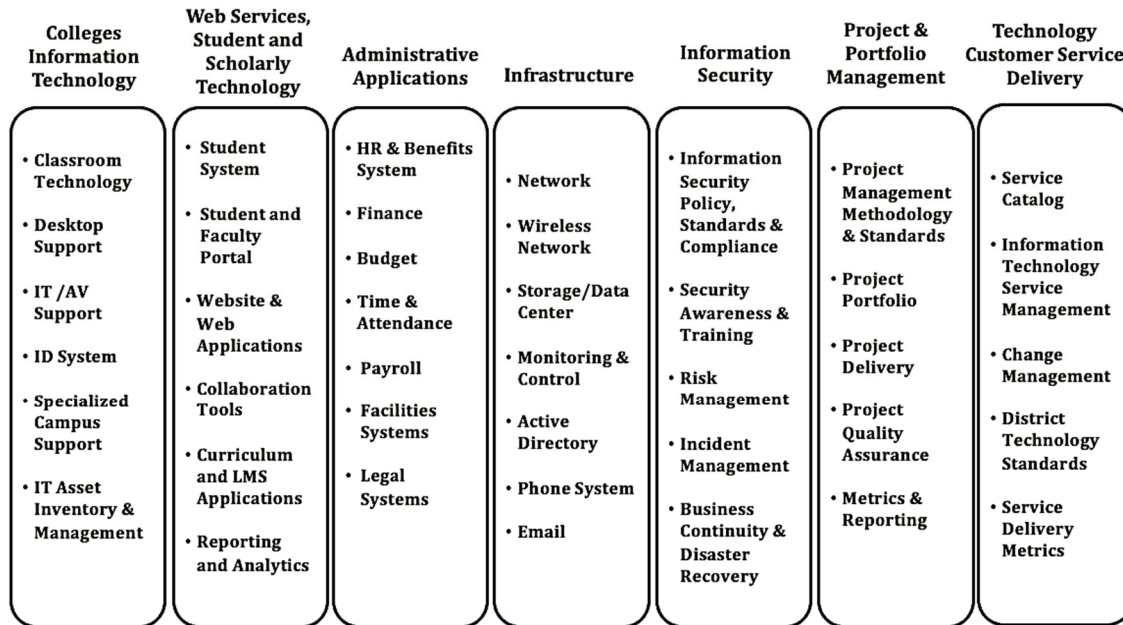 Colleges
Information
Technology
Web Services,
Student and
Scholarly
Technology
Administrative
Applications
Infrastructure
Information
Security
Project &
Portfolio
Management
Technology
Customer Service
Delivery
• Classroom
Technology
• Desktop
Support
• IT /AV
Support
• ID System
• Specialized
Campus
Support
• IT Asset
Inventory &
Management
• Student
System
• Student and
Faculty
Portal
• Website &
Web
Applications
• Collaboration
Tools
• Curriculum
and LMS
Applications
• Reporting
and Analytics
• HR & Benefits
System
• Finance
• Budget
• Time &
Attendance
• Payroll
• Facilities
Systems
• Legal
Systems
• Network
• Wireless
Network
• Storage/Data
Center
• Monitoring &
Control
• Active
Directory
• Phone System
• Email
• Information
Security
Policy,
Standards &
Compliance
• Security
Awareness &
Training
• Risk
Management
• Incident
Management
• Business
Continuity &
Disaster
Recovery
• Project
Management
Methodology
& Standards
• Project
Portfolio
• Project
Delivery
• Project
Quality
Assurance
• Metrics &
Reporting
• Service
Catalog
• Information
Technology
Service
Management
• Change
Management
• District
Technology
Standards
• Service
Delivery
Metrics